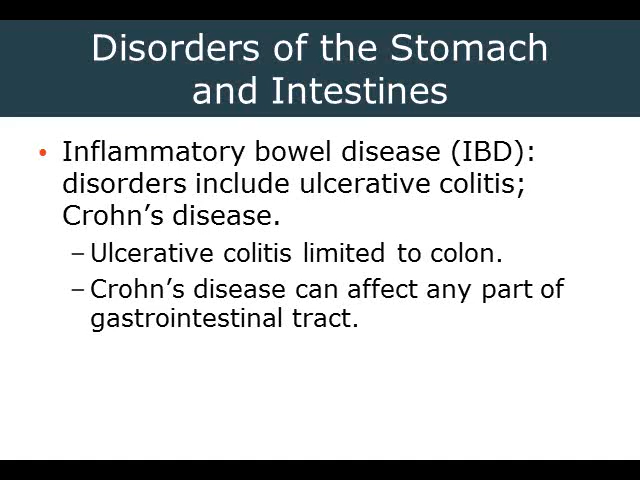 Disorders of the Stomach
and Intestines
• Inflammatory bowel disease (IBD):
disorders include ulcerative colitis;
Crohn’s disease.
– Ulcerative colitis limited to colon.
– Crohn’s disease can affect any part of
gastrointestinal tract.